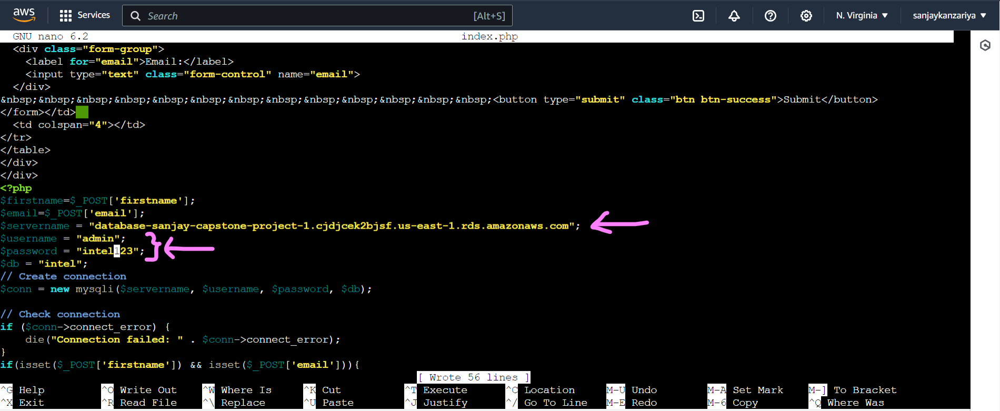 aws Services Search [Alt+S] N. Virginia ▼ sanjaykanzariya ▼
GNU nano 6.2 index.php
<div class="form-group">
<label for="email">Email:</label>
<input type="text" class="form-control" name="email">
</div>
&nbsp;&nbsp;&nbsp;&nbsp;&nbsp;&nbsp;&nbsp;&nbsp;&nbsp;&nbsp;&nbsp;&nbsp;&nbsp;<button type="submit" class="btn btn-success">Submit</button>
</form></td>
<td colspan="4"></td>
</tr>
</table>
</div>
</div>
<?php
$firstname=$_POST['firstname'];
$email=$_POST['email'];
$servername = "database-sanjay-capstone-project-1.cjdjcek2bjsf.us-east-1.rds.amazonaws.com";
$username = "admin";
$password = "intel123";
$db = "intel";
// Create connection
$conn = new mysqli($servername, $username, $password, $db);
// Check connection
if ($conn->connect_error) {
die("Connection failed: " . $conn->connect_error);
}
if(isset($_POST['firstname']) && isset($_POST['email'])){
[ Wrote 56 lines ]
^G Help ^O Write Out ^W Where Is ^K Cut ^T Execute ^C Location M-U Undo M-A Set Mark M-] To Bracket
^X Exit ^R Read File ^\ Replace ^U Paste ^J Justify ^/ Go To Line M-E Redo M-6 Copy ^Q Where Was